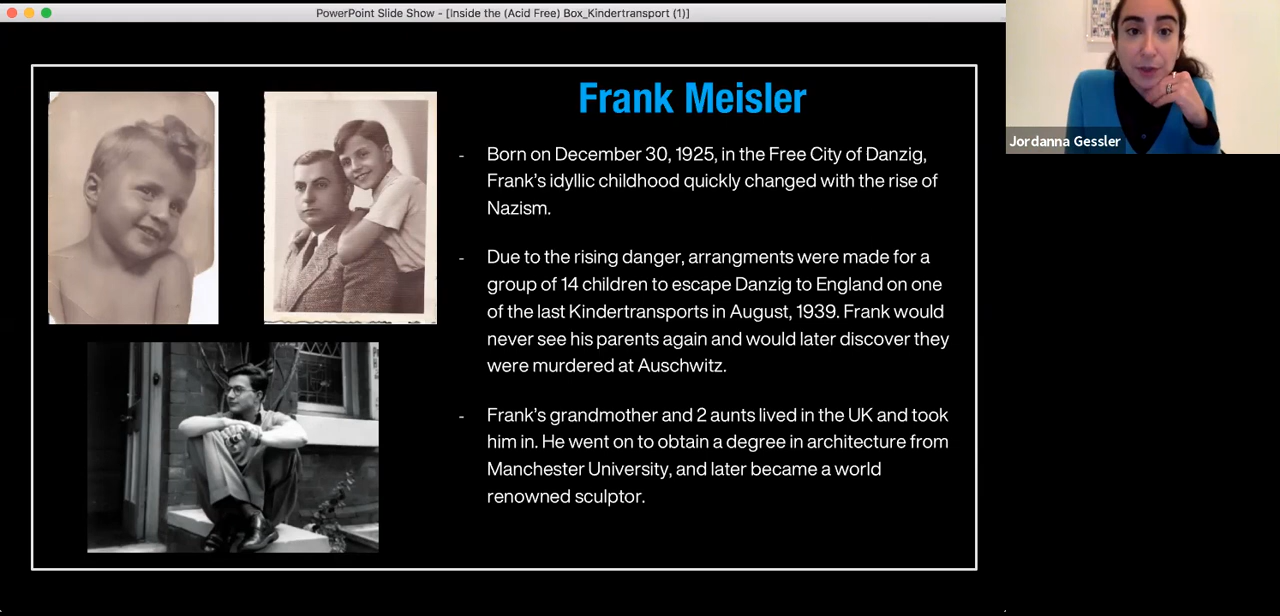 PowerPoint Slide Show - [Inside the (Acid Free) Box_Kindertransport (1)]
Frank Meisler
- Born on December 30, 1925, in the Free City of Danzig,
Frank's idyllic childhood quickly changed with the rise of
Nazism.
- Due to the rising danger, arrangments were made for a
group of 14 children to escape Danzig to England on one
of the last Kindertransports in August, 1939. Frank would
never see his parents again and would later discover they
were murdered at Auschwitz.
- Frank's grandmother and 2 aunts lived in the UK and took
him in. He went on to obtain a degree in architecture from
Manchester University, and later became a world
renowned sculptor.
Jordanna Gessler